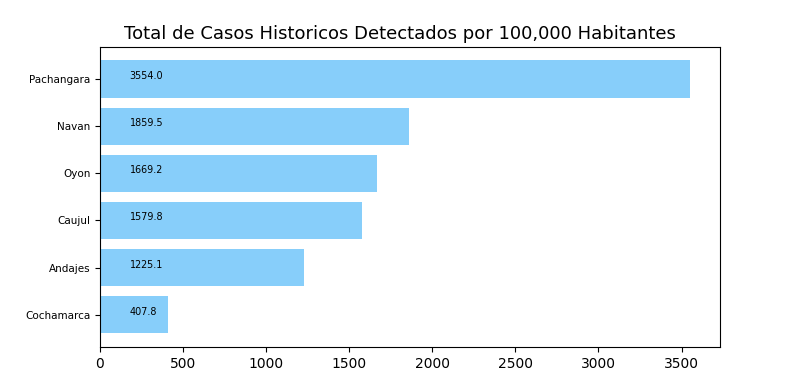 Total de Casos Historicos Detectados por 100,000 Habitantes
Pachangara 3554.0
Navan 1859.5
Oyon 1669.2
Caujul 1579.8
Andajes 1225.1
Cochamarca 407.8
0 500 1000 1500 2000 2500 3000 3500